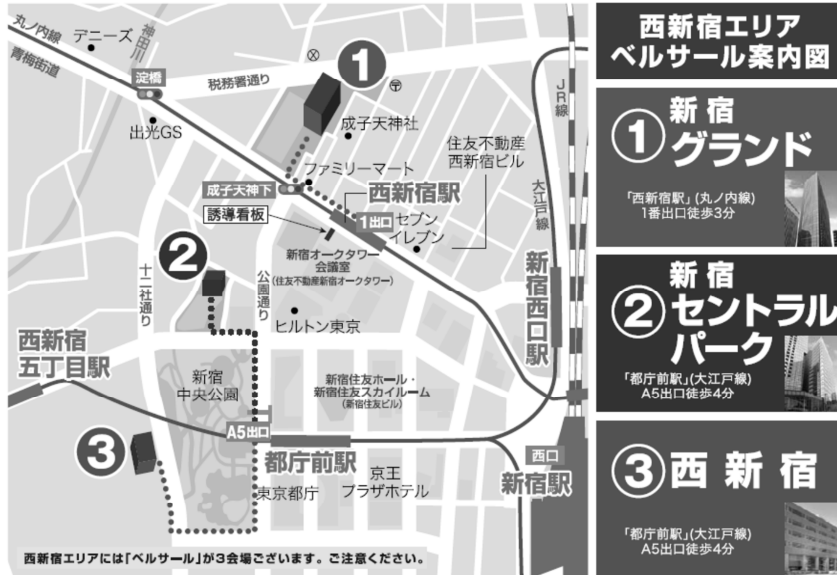 丸ノ内線
青梅街道
デニーズ
神田川
淀橋
税務署通り
出光GS
1
成子天神社
ファミリーマート
成子天神下
誘導看板
西新宿駅
1出口
セブン
イレブン
住友不動産
西新宿ビル
JR線
大江戸線
新宿オークタワー
会議室
(住友不動産新宿オークタワー)
2
十二社通り
公園通り
ヒルトン東京
新宿西口駅
西新宿
五丁目駅
新宿
中央公園
新宿住友ホール・
新宿住友スカイルーム
(新宿住友ビル)
A5出口
都庁前駅
3
東京都庁
京王
プラザホテル
西口
新宿駅
西新宿エリアには「ベルサール」が3会場ございます。ご注意ください。
西新宿エリア
ベルサール案内図
① 新宿
グランド
「西新宿駅」(丸ノ内線)
1番出口徒歩3分
② 新宿
セントラル
パーク
「都庁前駅」(大江戸線)
A5出口徒歩4分
③ 西新宿
「都庁前駅」(大江戸線)
A5出口徒歩4分